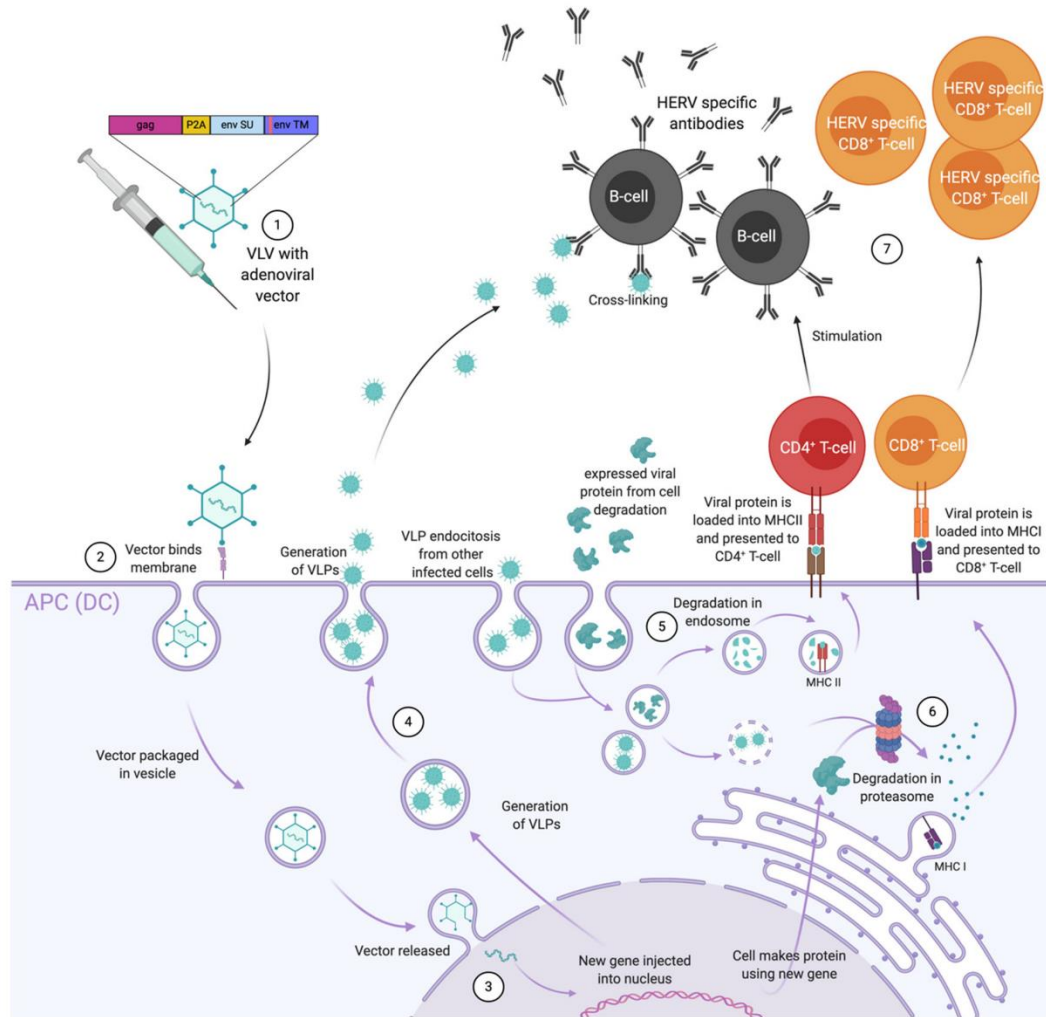 gag P2A env SU env TM
1
VLV with
adenoviral
vector
HERV specific
antibodies
B-cell
B-cell
Cross-linking
HERV specific
CD8+ T-cell
HERV specific
CD8+ T-cell
HERV specific
CD8+ T-cell
7
Stimulation
CD4+ T-cell
CD8+ T-cell
expressed viral
protein from cell
degradation
Viral protein is
loaded into MHCII
and presented to
CD4+ T-cell
Viral protein is
loaded into MHCI
and presented to
CD8+ T-cell
2
Vector binds
membrane
Generation
of VLPs
VLP endocitosis
from other
infected cells
APC (DC)
5
Degradation in
endosome
MHC II
4
6
Vector packaged
in vesicle
Generation
of VLPs
Degradation in
proteasome
MHC I
Vector released
3
New gene injected
into nucleus
Cell makes protein
using new gene